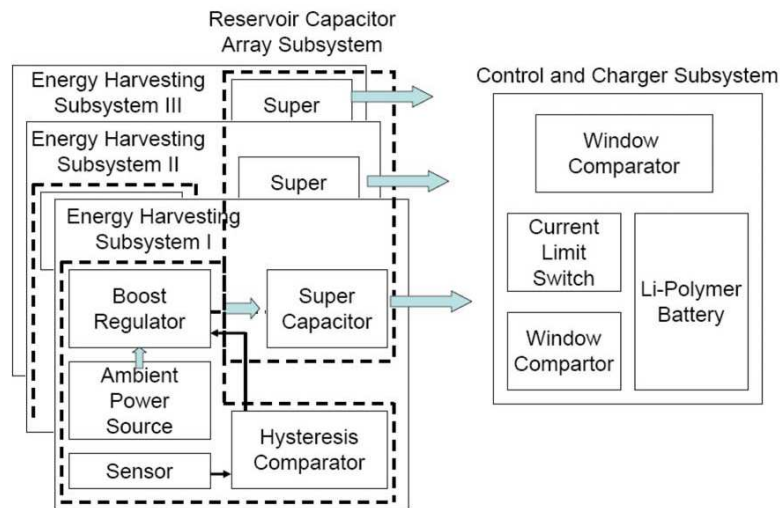 Reservoir Capacitor
Array Subsystem
Energy Harvesting
Subsystem III
Super
Energy Harvesting
Subsystem II
Super
Energy Harvesting
Subsystem I
Boost
Regulator
Super
Capacitor
Ambient
Power
Source
Hysteresis
Comparator
Sensor
Control and Charger Subsystem
Window
Comparator
Current
Limit
Switch
Li-Polymer
Battery
Window
Compartor